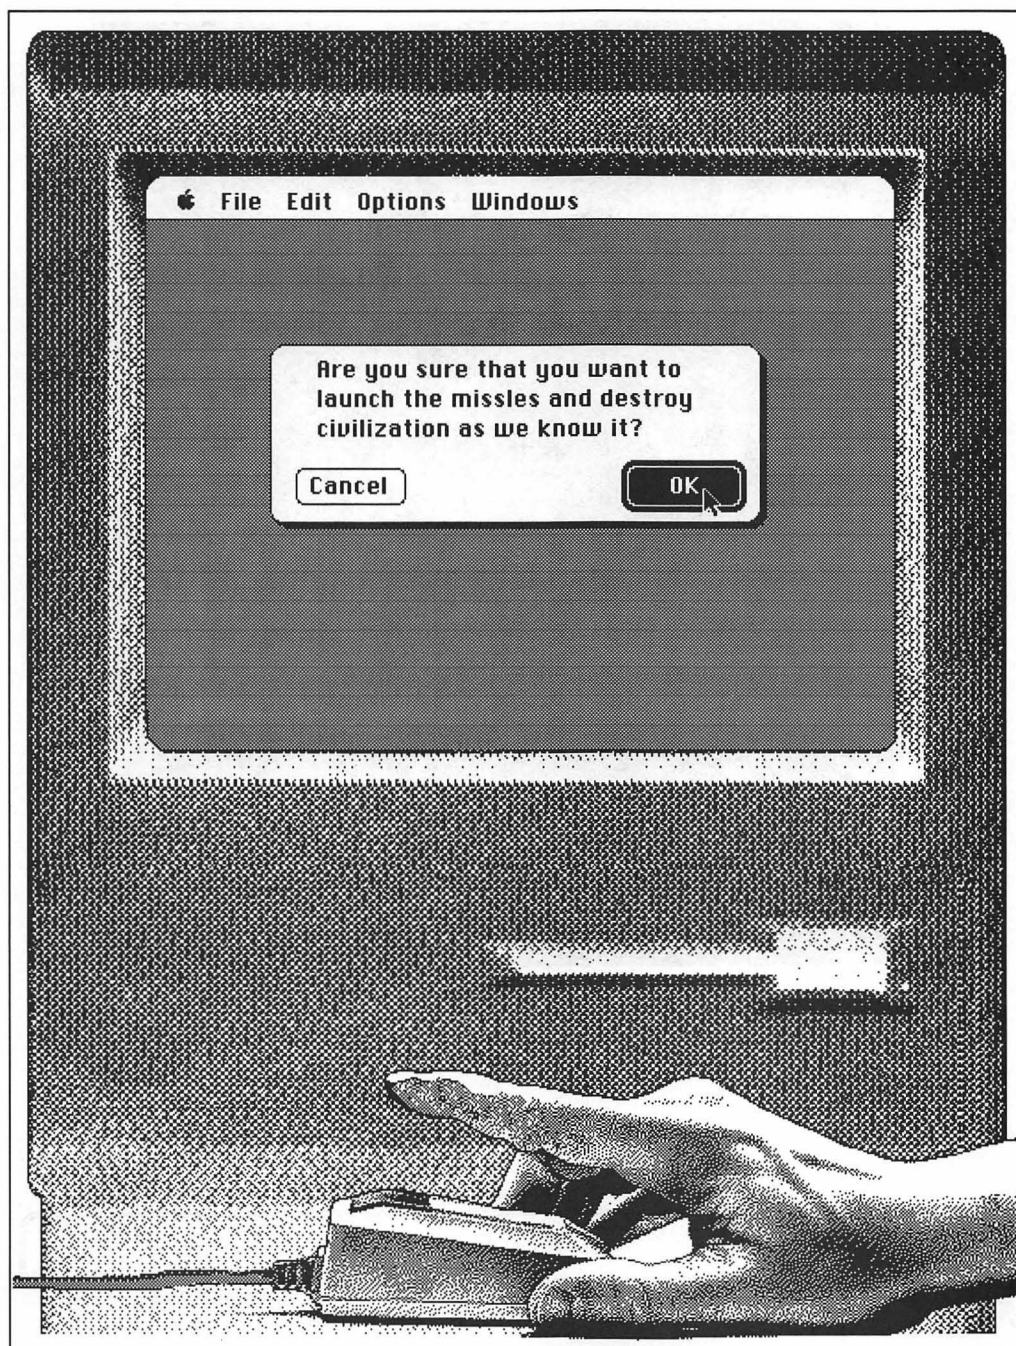 File Edit Options Windows
Are you sure that you want to
launch the missles and destroy
civilization as we know it?
Cancel OK